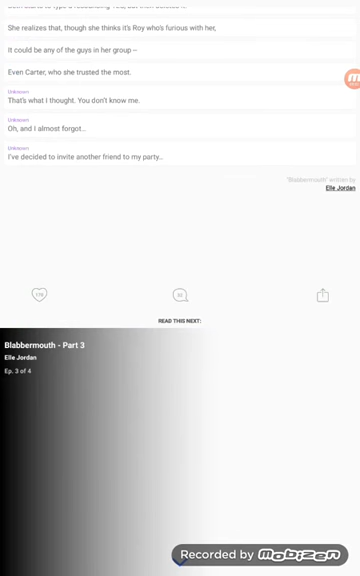 She realizes that, though she thinks it's Roy who's furious with her,
It could be any of the guys in her group –
Even Carter, who she trusted the most.
Unknown
That's what I thought. You don't know me.
Unknown
Oh, and I almost forgot...
Unknown
I've decided to invite another friend to my party...
"Blabbermouth" written by
Elle Jordan
READ THIS NEXT:
Blabbermouth - Part 3
Elle Jordan
Ep. 3 of 4
Recorded by Mobizen